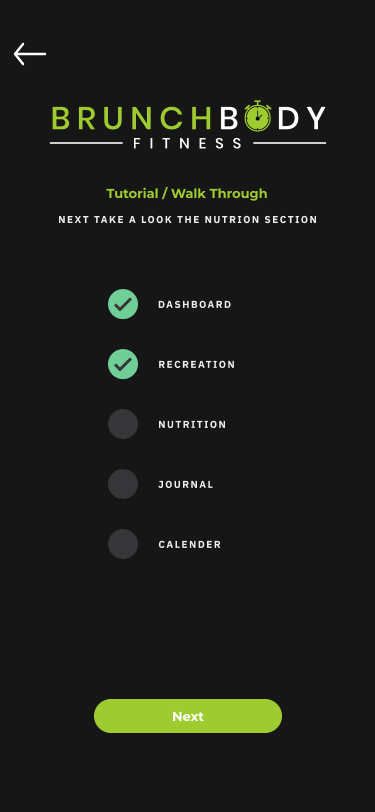 BRUNCHBODY
FITNESS
Tutorial / Walk Through
NEXT TAKE A LOOK THE NUTRION SECTION
DASHBOARD
RECREATION
NUTRITION
JOURNAL
CALENDER
Next